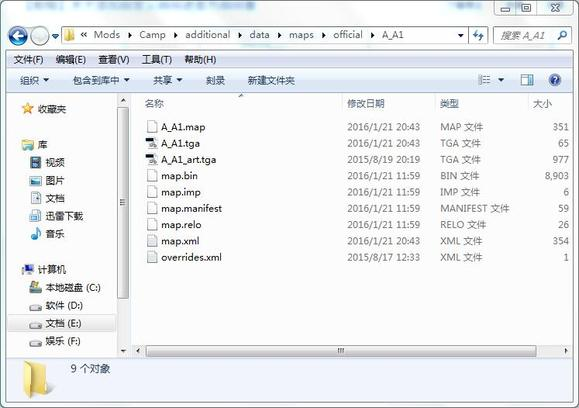 Mods Camp additional data maps official A_A1 搜索 A_A1
文件(F) 编辑(E) 查看(V) 工具(T) 帮助(H)
组织 包含到库中 共享 刻录 新建文件夹
收藏夹
库
视频
图片
文档
迅雷下载
音乐
计算机
本地磁盘 (C:)
软件 (D:)
文档 (E:)
娱乐 (F:)
名称 修改日期 类型 大小
A_A1.map 2016/1/21 20:43 MAP 文件 351
A_A1.tga 2016/1/21 20:43 TGA 文件 65
A_A1_art.tga 2015/8/19 20:19 TGA 文件 977
map.bin 2016/1/21 11:59 BIN 文件 8,903
map.imp 2016/1/21 11:59 IMP 文件 6
map.manifest 2016/1/21 11:59 MANIFEST 文件 59
map.relo 2016/1/21 11:59 RELO 文件 26
map.xml 2016/1/21 20:43 XML 文件 354
overrides.xml 2015/8/17 12:33 XML 文件 1
9 个对象